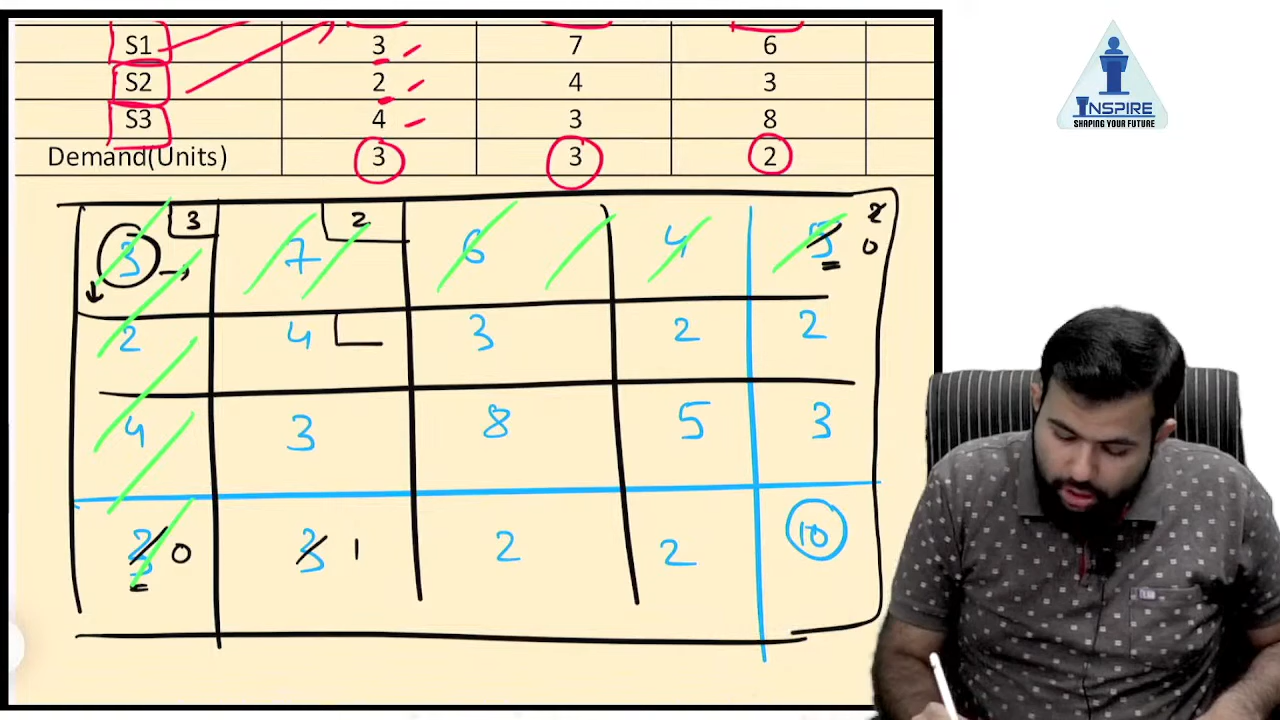 S1 3 7 6
S2 2 4 3
S3 4 3 8
Demand(Units) 3 3 2
INSPIRE
SHAPING YOUR FUTURE
3 3 7 2 6 4 5 2 0
2 4 3 2 2
4 3 8 5 3
3 0 3 1 2 2 10